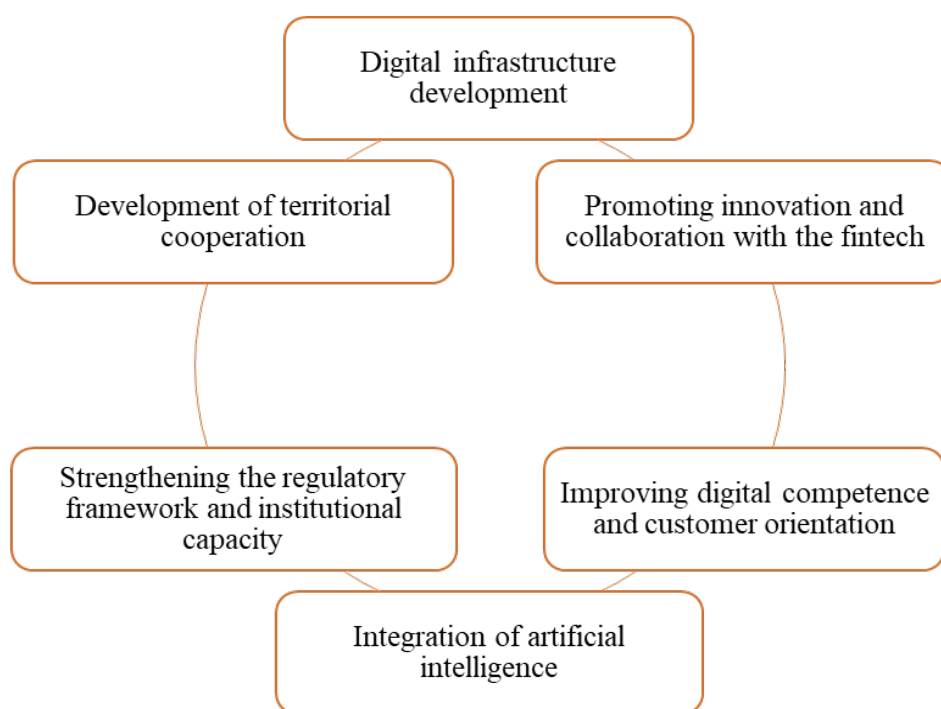 Digital infrastructure
development
Development of territorial
cooperation
Promoting innovation and
collaboration with the fintech
Strengthening the regulatory
framework and institutional
capacity
Improving digital competence
and customer orientation
Integration of artificial
intelligence